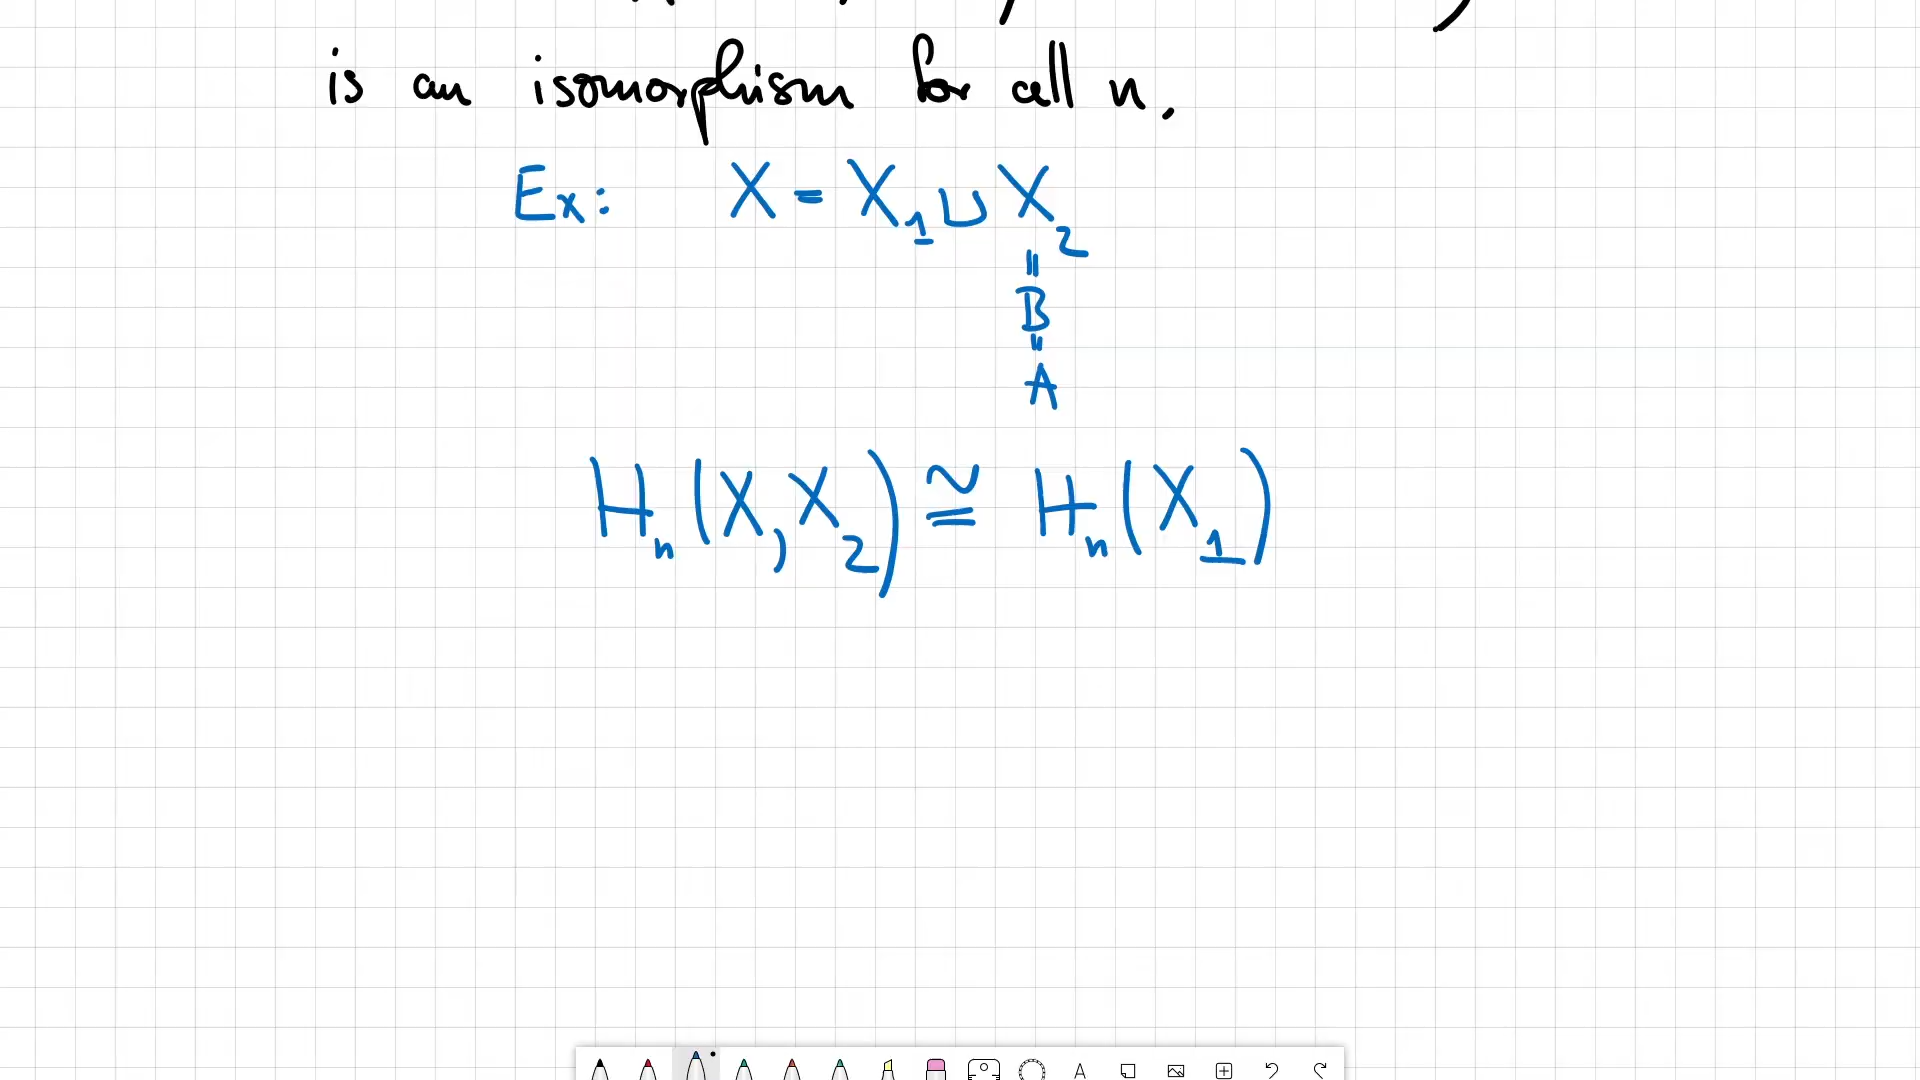 is an isomorphism for all n.
Ex: X = X₁ ⊔ X₂
=
B
=
A
Hₙ(X, X₂) ≅ Hₙ(X₁)